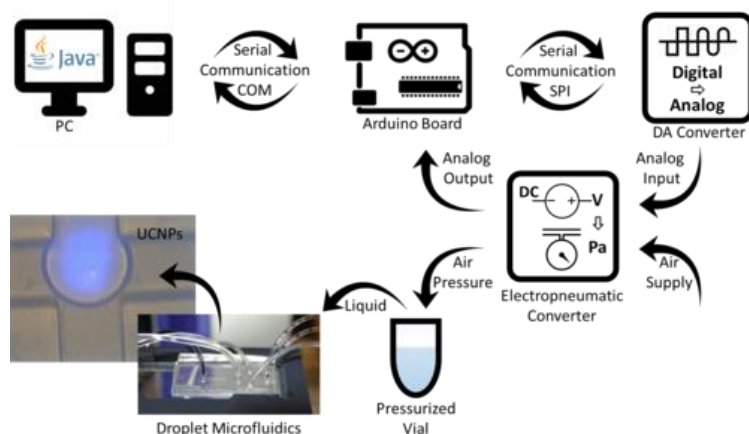 Java
Serial
Communication
COM
PC
Arduino Board
Serial
Communication
SPI
Digital
Analog
DA Converter
Analog
Output
Analog
Input
DC
- +
V
Pa
Electropneumatic
Converter
Air
Supply
Air
Pressure
Liquid
Pressurized
Vial
UCNPs
Droplet Microfluidics